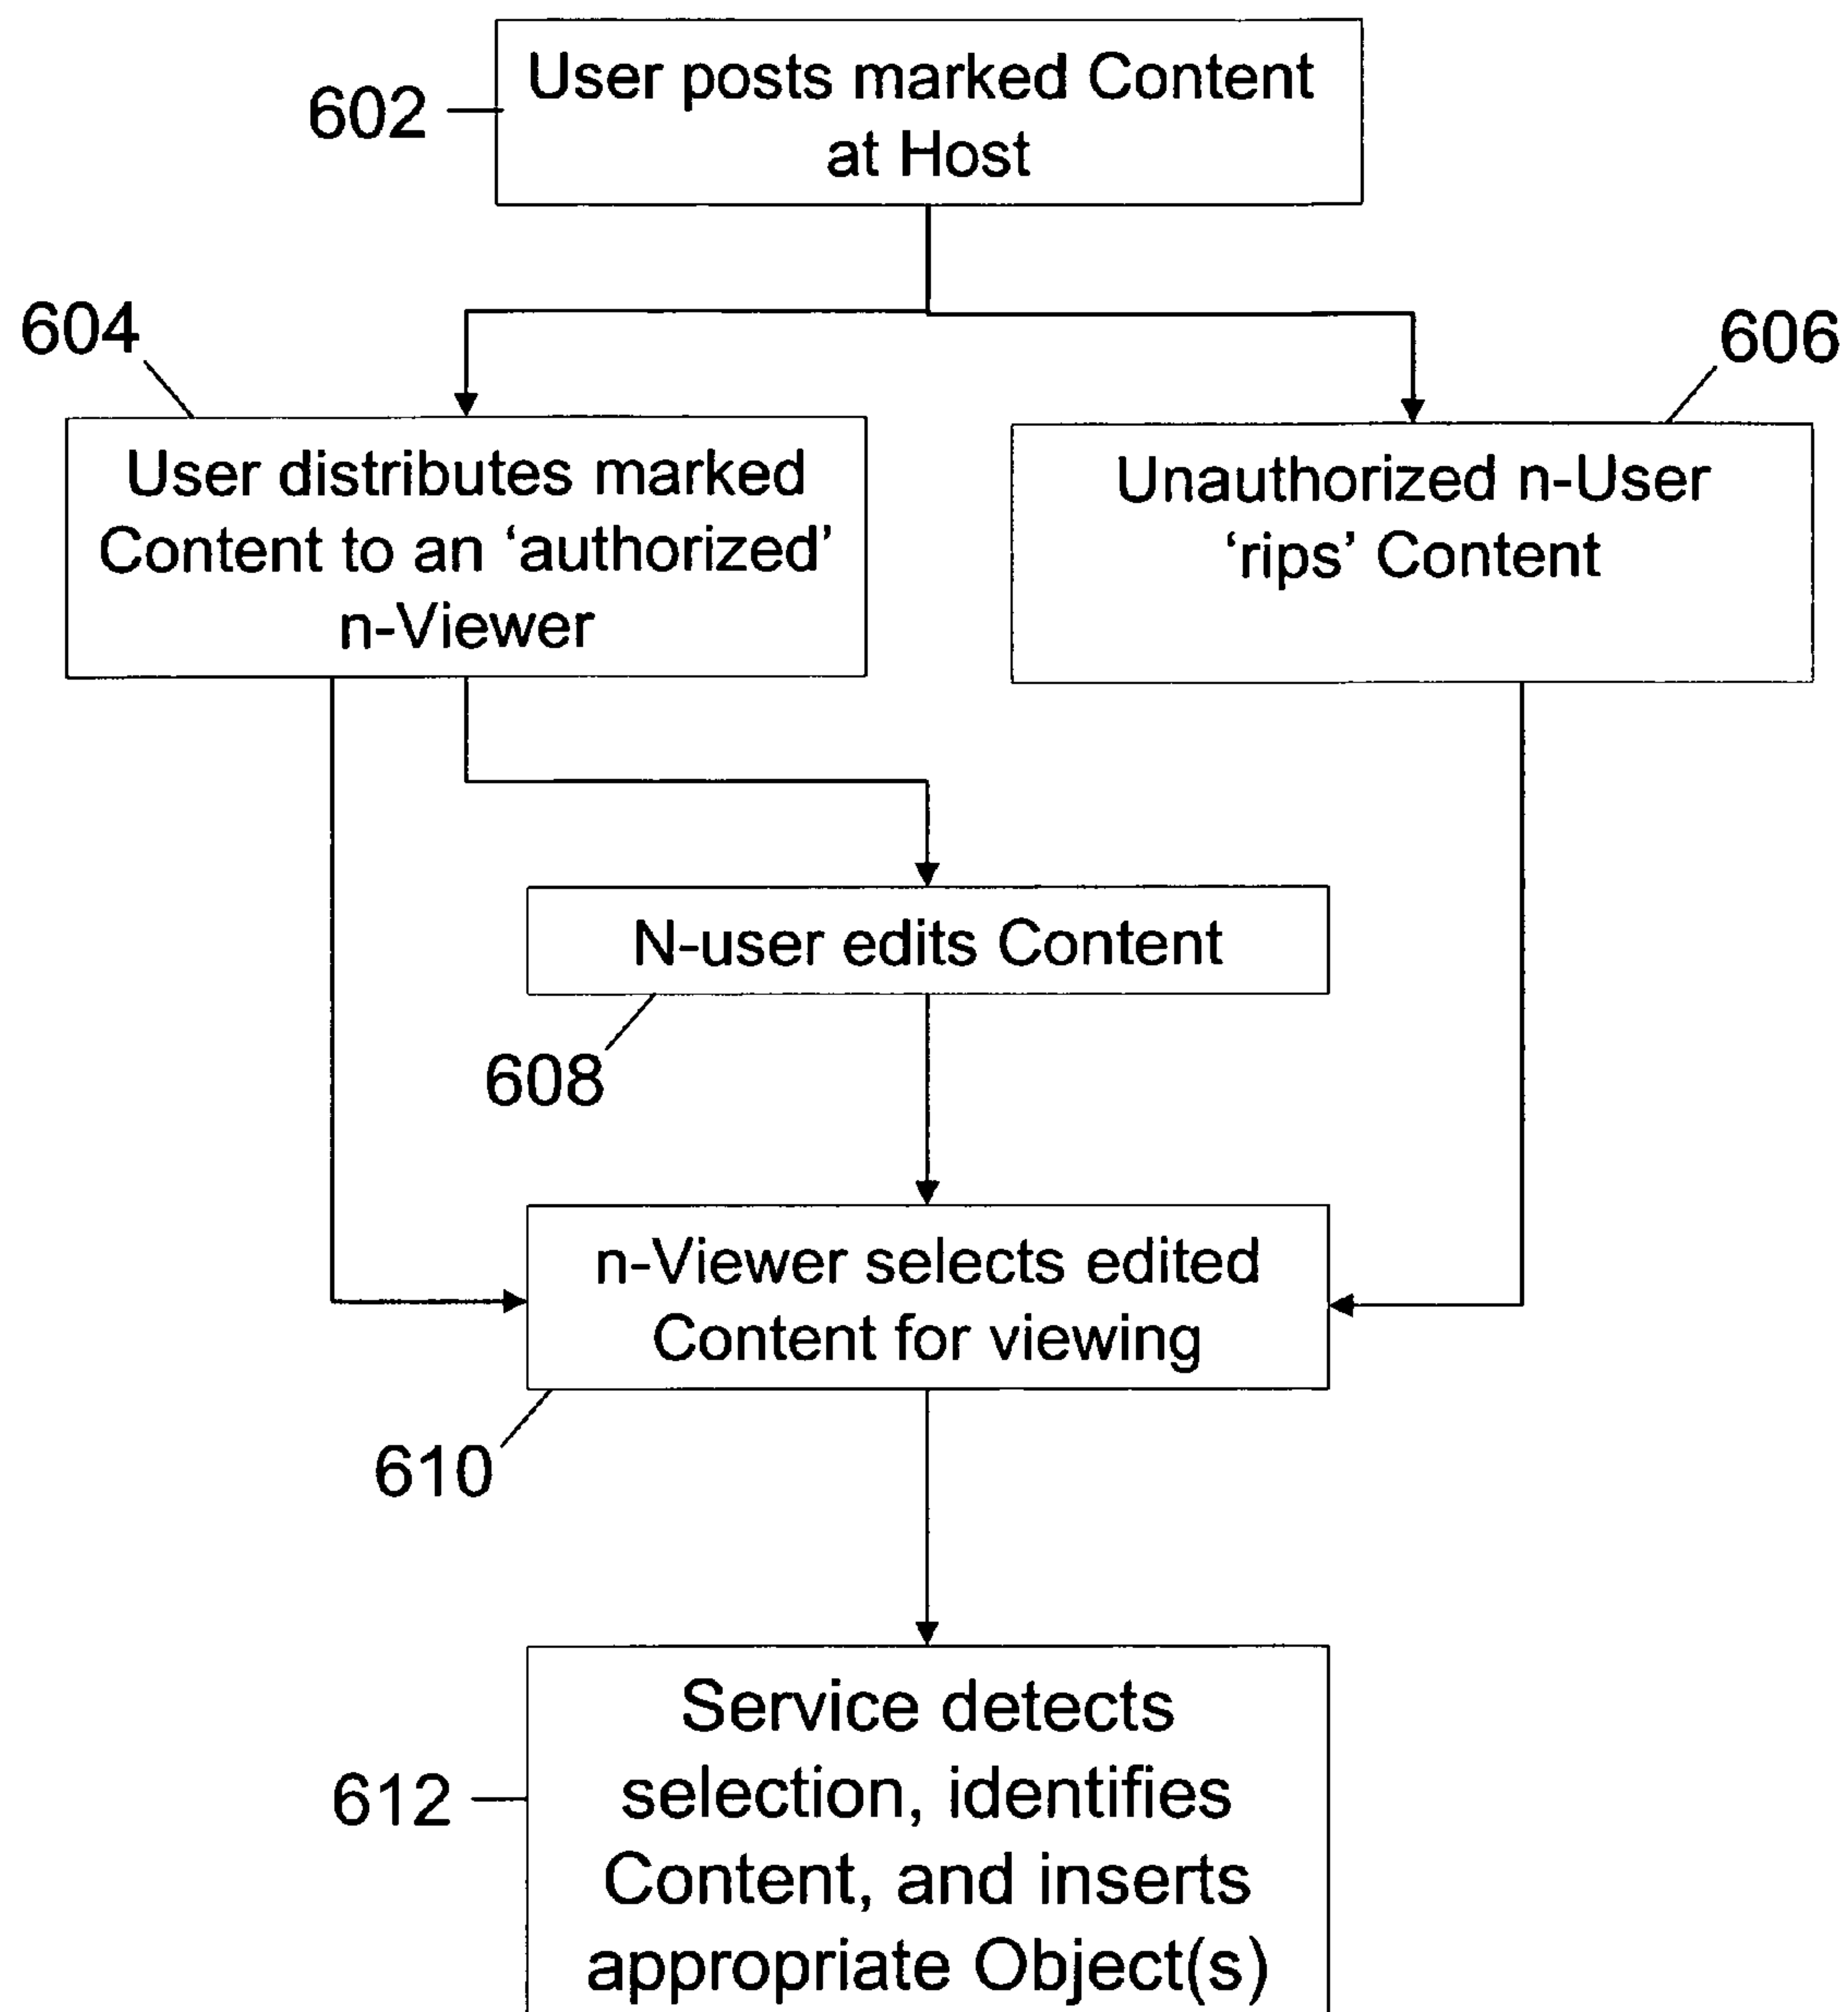 602
User posts marked Content
at Host
604
606
User distributes marked
Content to an ‘authorized’
n-Viewer
Unauthorized n-User
‘rips’ Content
N-user edits Content
608
n-Viewer selects edited
Content for viewing
610
612
Service detects
selection, identifies
Content, and inserts
appropriate Object(s)